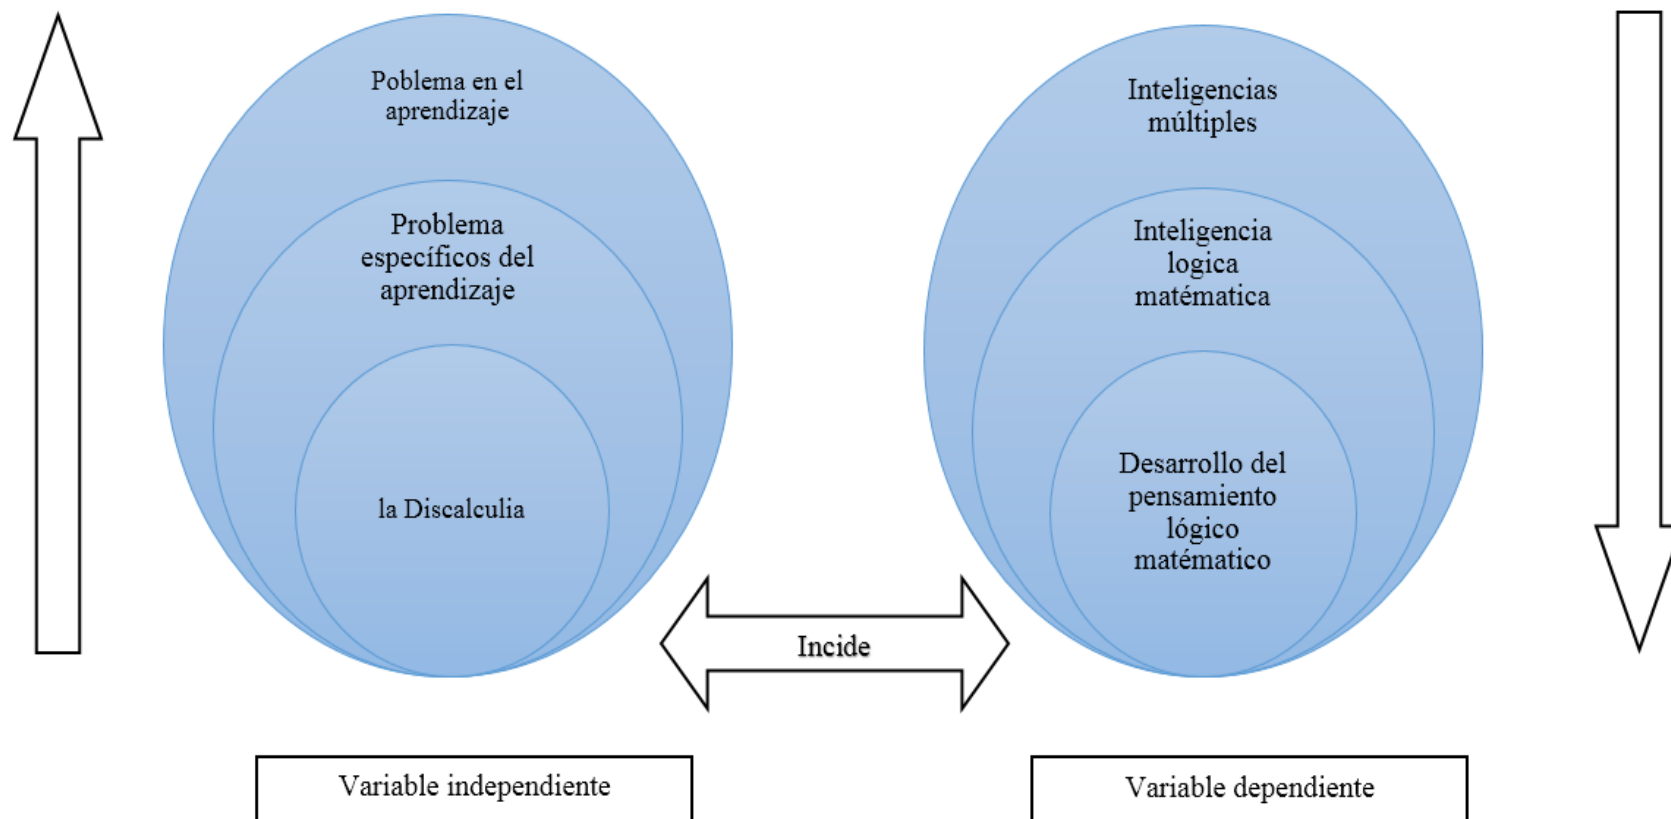 Poblema en el
aprendizaje
Problema
específicos del
aprendizaje
la Discalculia
Inteligencias
múltiples
Inteligencia
logica
matématica
Desarrollo del
pensamiento
lógico
matématico
Incide
Variable independiente
Variable dependiente